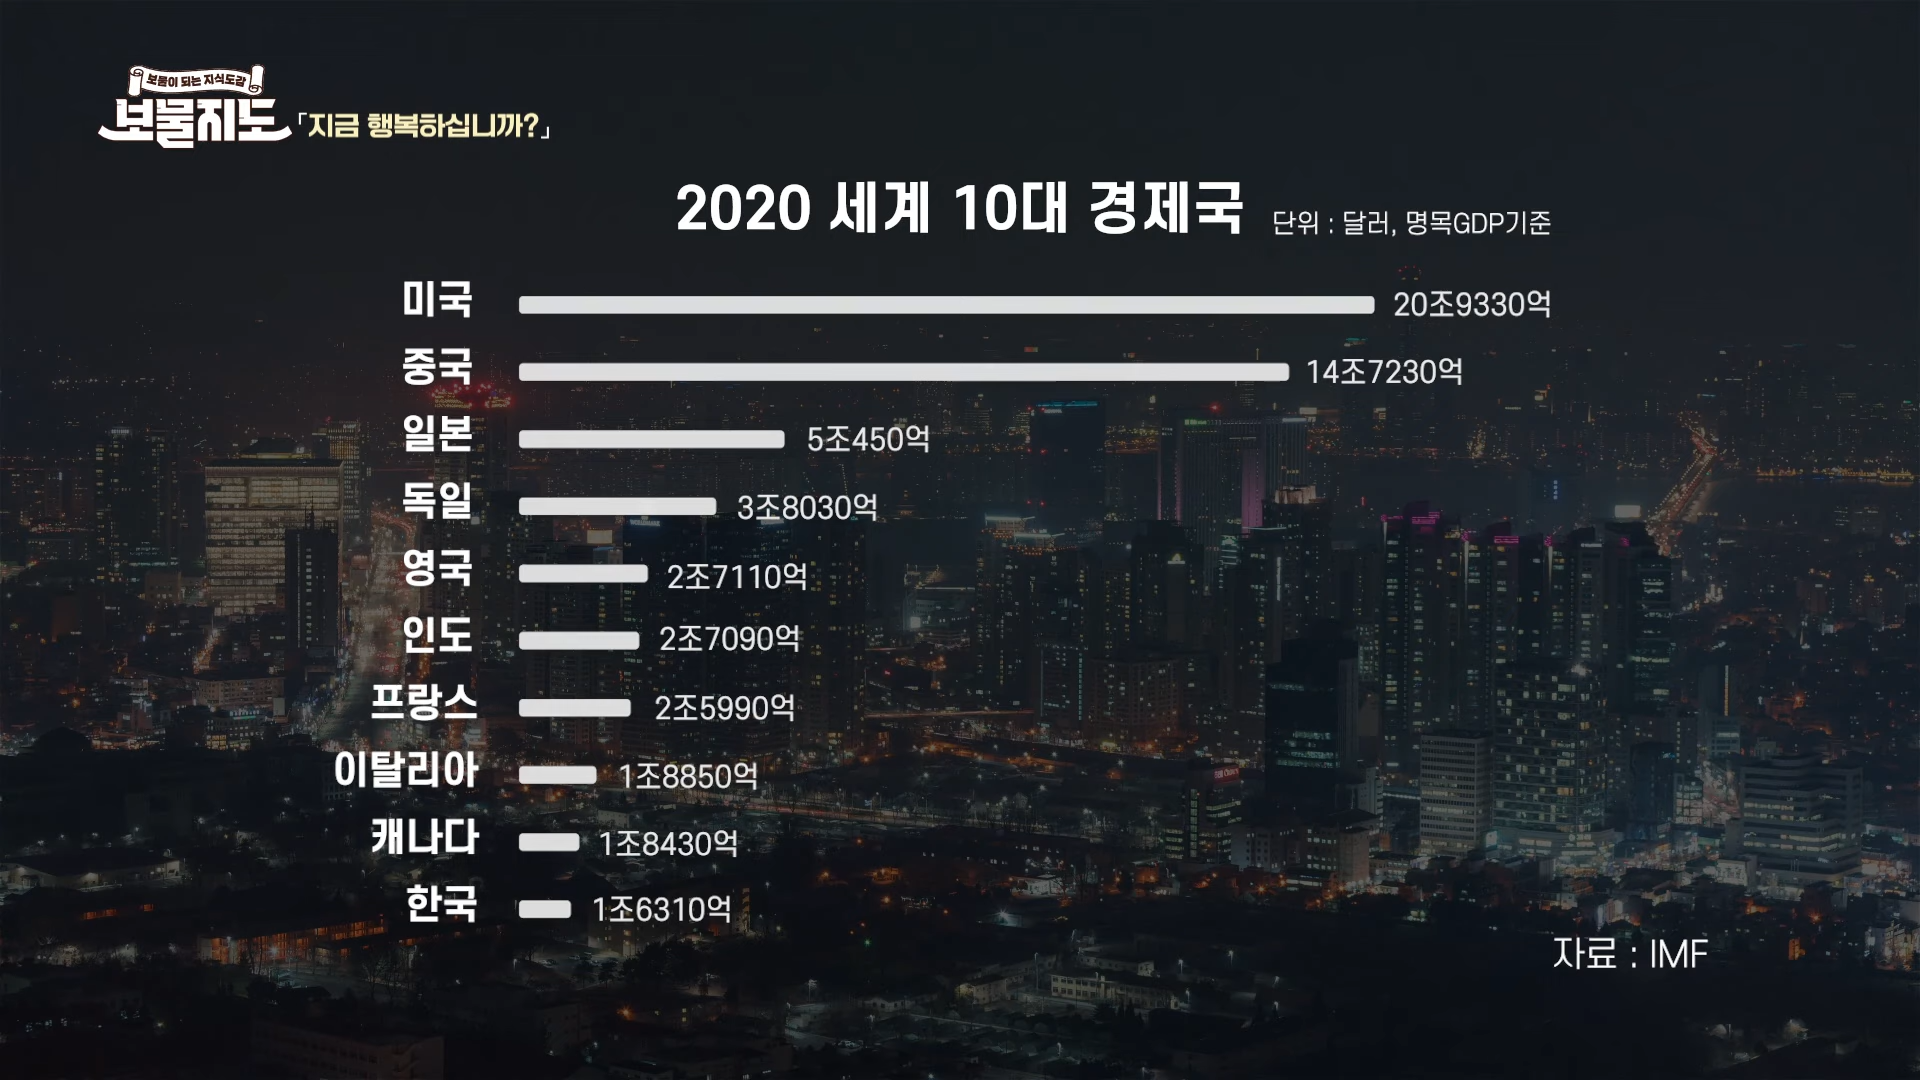 보물이 되는 지식도감
보물지도 「지금 행복하십니까?」
2020 세계 10대 경제국 단위 : 달러, 명목GDP기준
미국 20조9330억
중국 14조7230억
일본 5조450억
독일 3조8030억
영국 2조7110억
인도 2조7090억
프랑스 2조5990억
이탈리아 1조8850억
캐나다 1조8430억
한국 1조6310억
자료 : IMF